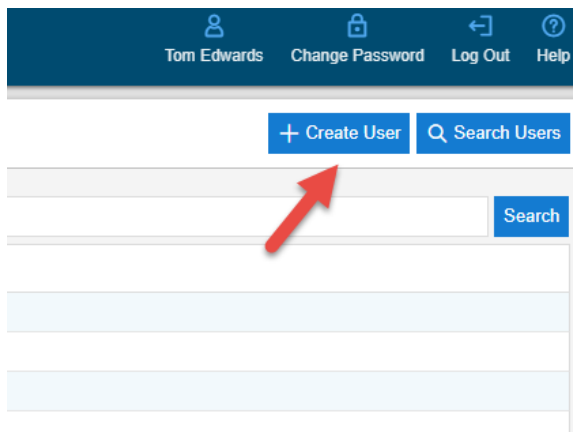 Tom Edwards Change Password Log Out Help
+ Create User Search Users
Search